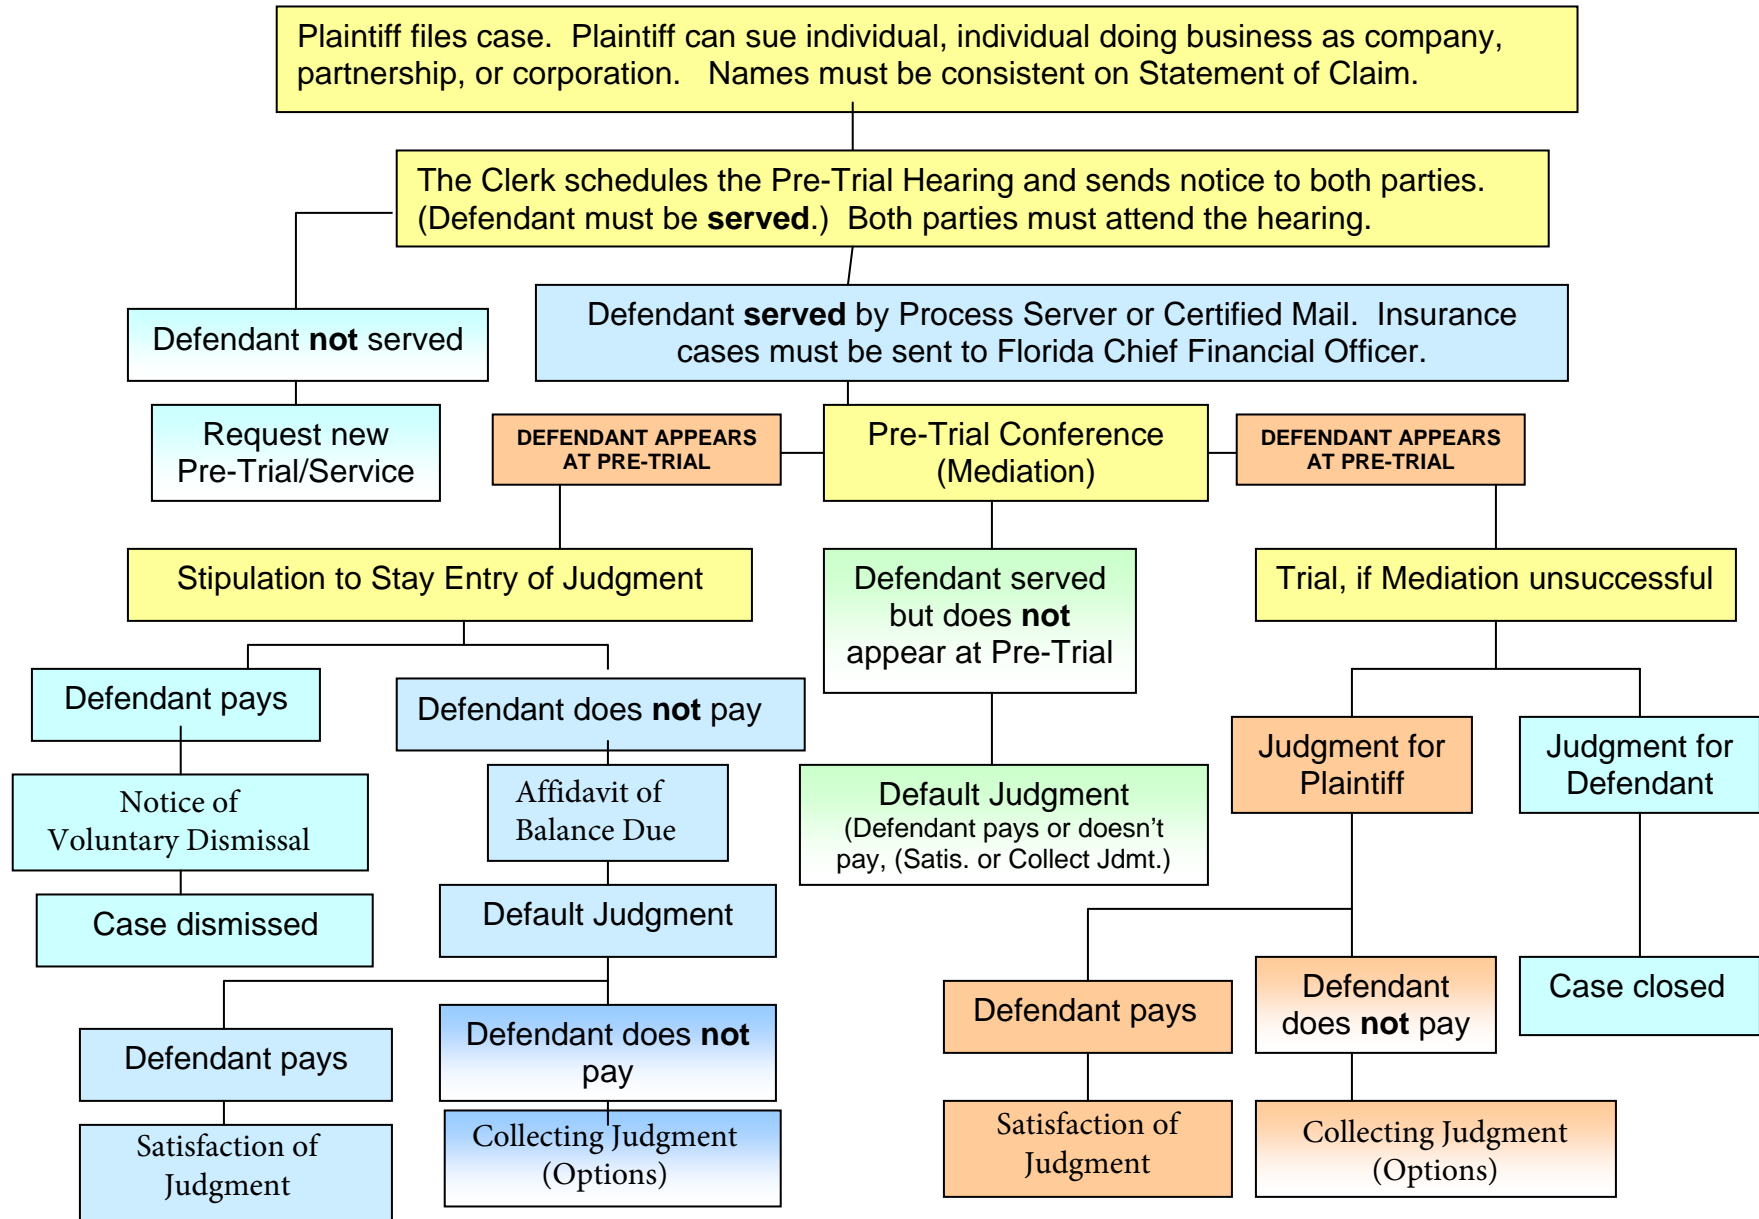 Plaintiff files case. Plaintiff can sue individual, individual doing business as company,
partnership, or corporation. Names must be consistent on Statement of Claim.
The Clerk schedules the Pre-Trial Hearing and sends notice to both parties.
(Defendant must be served.) Both parties must attend the hearing.
Defendant not served
Defendant served by Process Server or Certified Mail. Insurance
cases must be sent to Florida Chief Financial Officer.
Request new
Pre-Trial/Service
DEFENDANT APPEARS
AT PRE-TRIAL
Pre-Trial Conference
(Mediation)
DEFENDANT APPEARS
AT PRE-TRIAL
Stipulation to Stay Entry of Judgment
Defendant served
but does not
appear at Pre-Trial
Trial, if Mediation unsuccessful
Defendant pays
Defendant does not pay
Judgment for
Plaintiff
Judgment for
Defendant
Notice of
Voluntary Dismissal
Affidavit of
Balance Due
Default Judgment
(Defendant pays or doesn't
pay, (Satis. or Collect Jdmt.)
Case dismissed
Default Judgment
Defendant pays
Defendant does not
pay
Defendant pays
Defendant
does not pay
Case closed
Satisfaction of
Judgment
Collecting Judgment
(Options)
Satisfaction of
Judgment
Collecting Judgment
(Options)